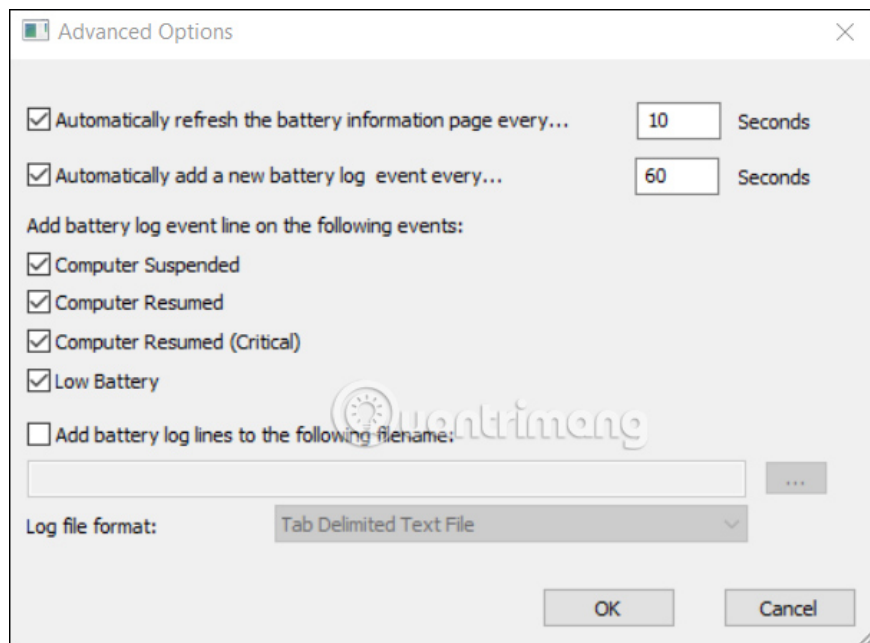 Advanced Options
Automatically refresh the battery information page every... 10 Seconds
Automatically add a new battery log event every... 60 Seconds
Add battery log event line on the following events:
Computer Suspended
Computer Resumed
Computer Resumed (Critical)
Low Battery
Quantrimang
Add battery log lines to the following filename:
...
Log file format: Tab Delimited Text File
OK Cancel